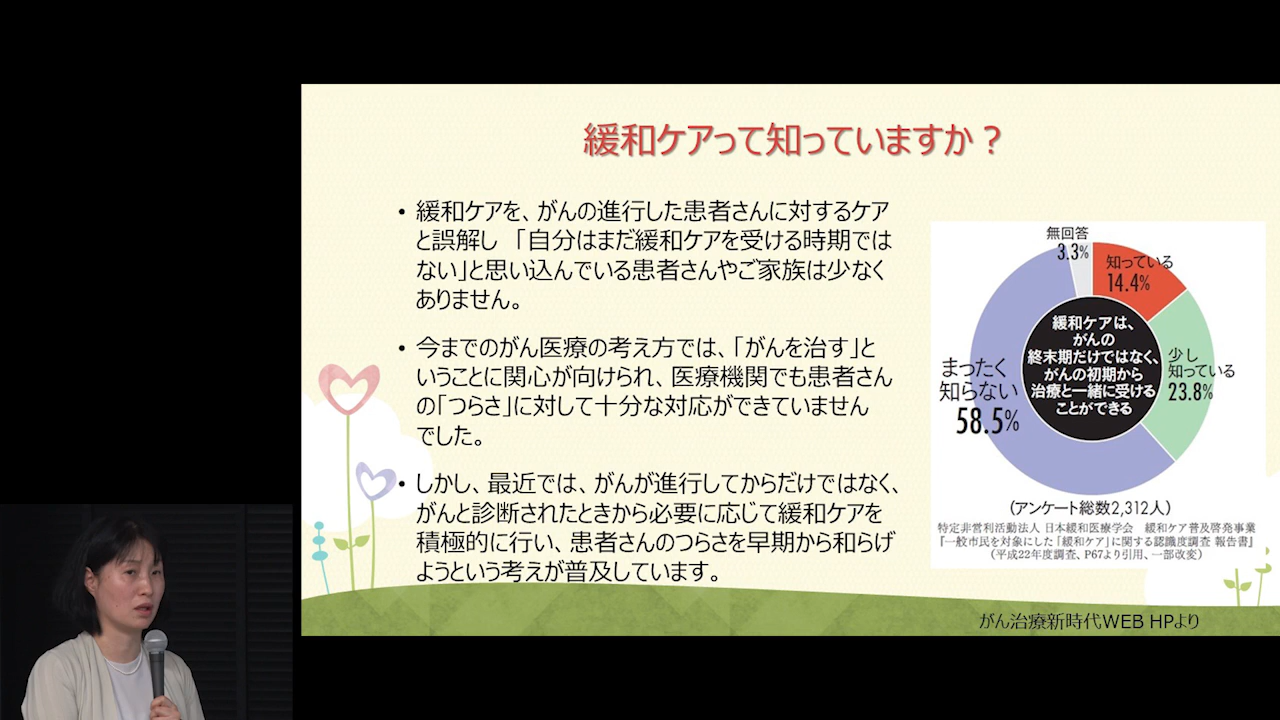 緩和ケアって知っていますか？
• 緩和ケアを、がんの進行した患者さんに対するケア
と誤解し　「自分はまだ緩和ケアを受ける時期では
ない」と思い込んでいる患者さんやご家族は少なく
ありません。
• 今までのがん医療の考え方では、「がんを治す」と
いうことに関心が向けられ、医療機関でも患者さん
の「つらさ」に対して十分な対応ができていません
でした。
• しかし、最近では、がんが進行してからだけではなく、
がんと診断されたときから必要に応じて緩和ケアを
積極的に行い、患者さんのつらさを早期から和らげ
ようという考えが普及しています。
無回答
3.3%
知っている
14.4%
緩和ケアは、
がんの
終末期だけではなく、
がんの初期から
治療と一緒に受ける
ことができる
少し
知っている
23.8%
まったく
知らない
58.5%
（アンケート総数2,312人）
特定非営利活動法人 日本緩和医療学会　緩和ケア普及啓発事業
『一般市民を対象にした「緩和ケア」に関する認識度調査 報告書』
（平成22年度調査、P67より引用、一部改変）
がん治療新時代WEB HPより